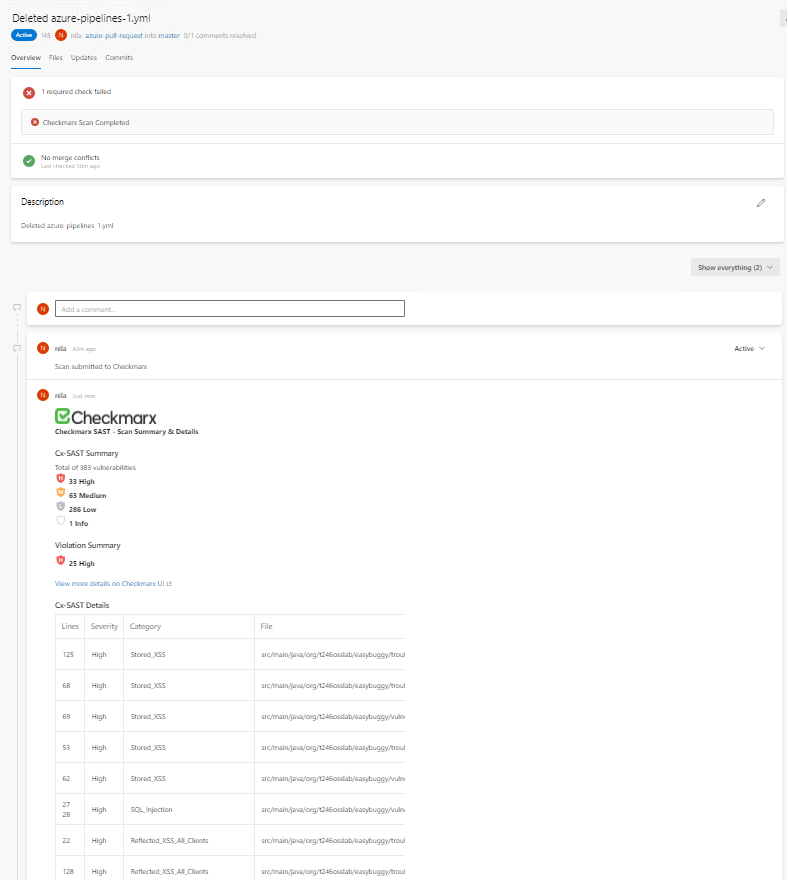 Deleted azure-pipelines-1.yml
Active 145 N nila azure-pull-request into master 0/1 comments resolved
Overview Files Updates Commits
1 required check failed
Checkmarx Scan Completed
No merge conflicts
Last checked 58m ago
Description
Deleted azure-pipelines-1.yml
Show everything (2)
N Add a comment...
N nila 42m ago Active
Scan submitted to Checkmarx
N nila Just now
Checkmarx
Checkmarx SAST - Scan Summary & Details
Cx-SAST Summary
Total of 383 vulnerabilities
H 33 High
M 63 Medium
L 286 Low
1 Info
Violation Summary
H 25 High
View more details on Checkmarx UI
Cx-SAST Details
Lines Severity Category File
125 High Stored_XSS src/main/java/org/t246osslab/easybuggy/troul
68 High Stored_XSS src/main/java/org/t246osslab/easybuggy/troul
69 High Stored_XSS src/main/java/org/t246osslab/easybuggy/vuln
53 High Stored_XSS src/main/java/org/t246osslab/easybuggy/troul
62 High Stored_XSS src/main/java/org/t246osslab/easybuggy/vuln
27
28 High SQL_Injection src/main/java/org/t246osslab/easybuggy/vuln
22 High Reflected_XSS_All_Clients src/main/java/org/t246osslab/easybuggy/troul
128 High Reflected_XSS_All_Clients src/main/java/org/t246osslab/easybuggy/troul